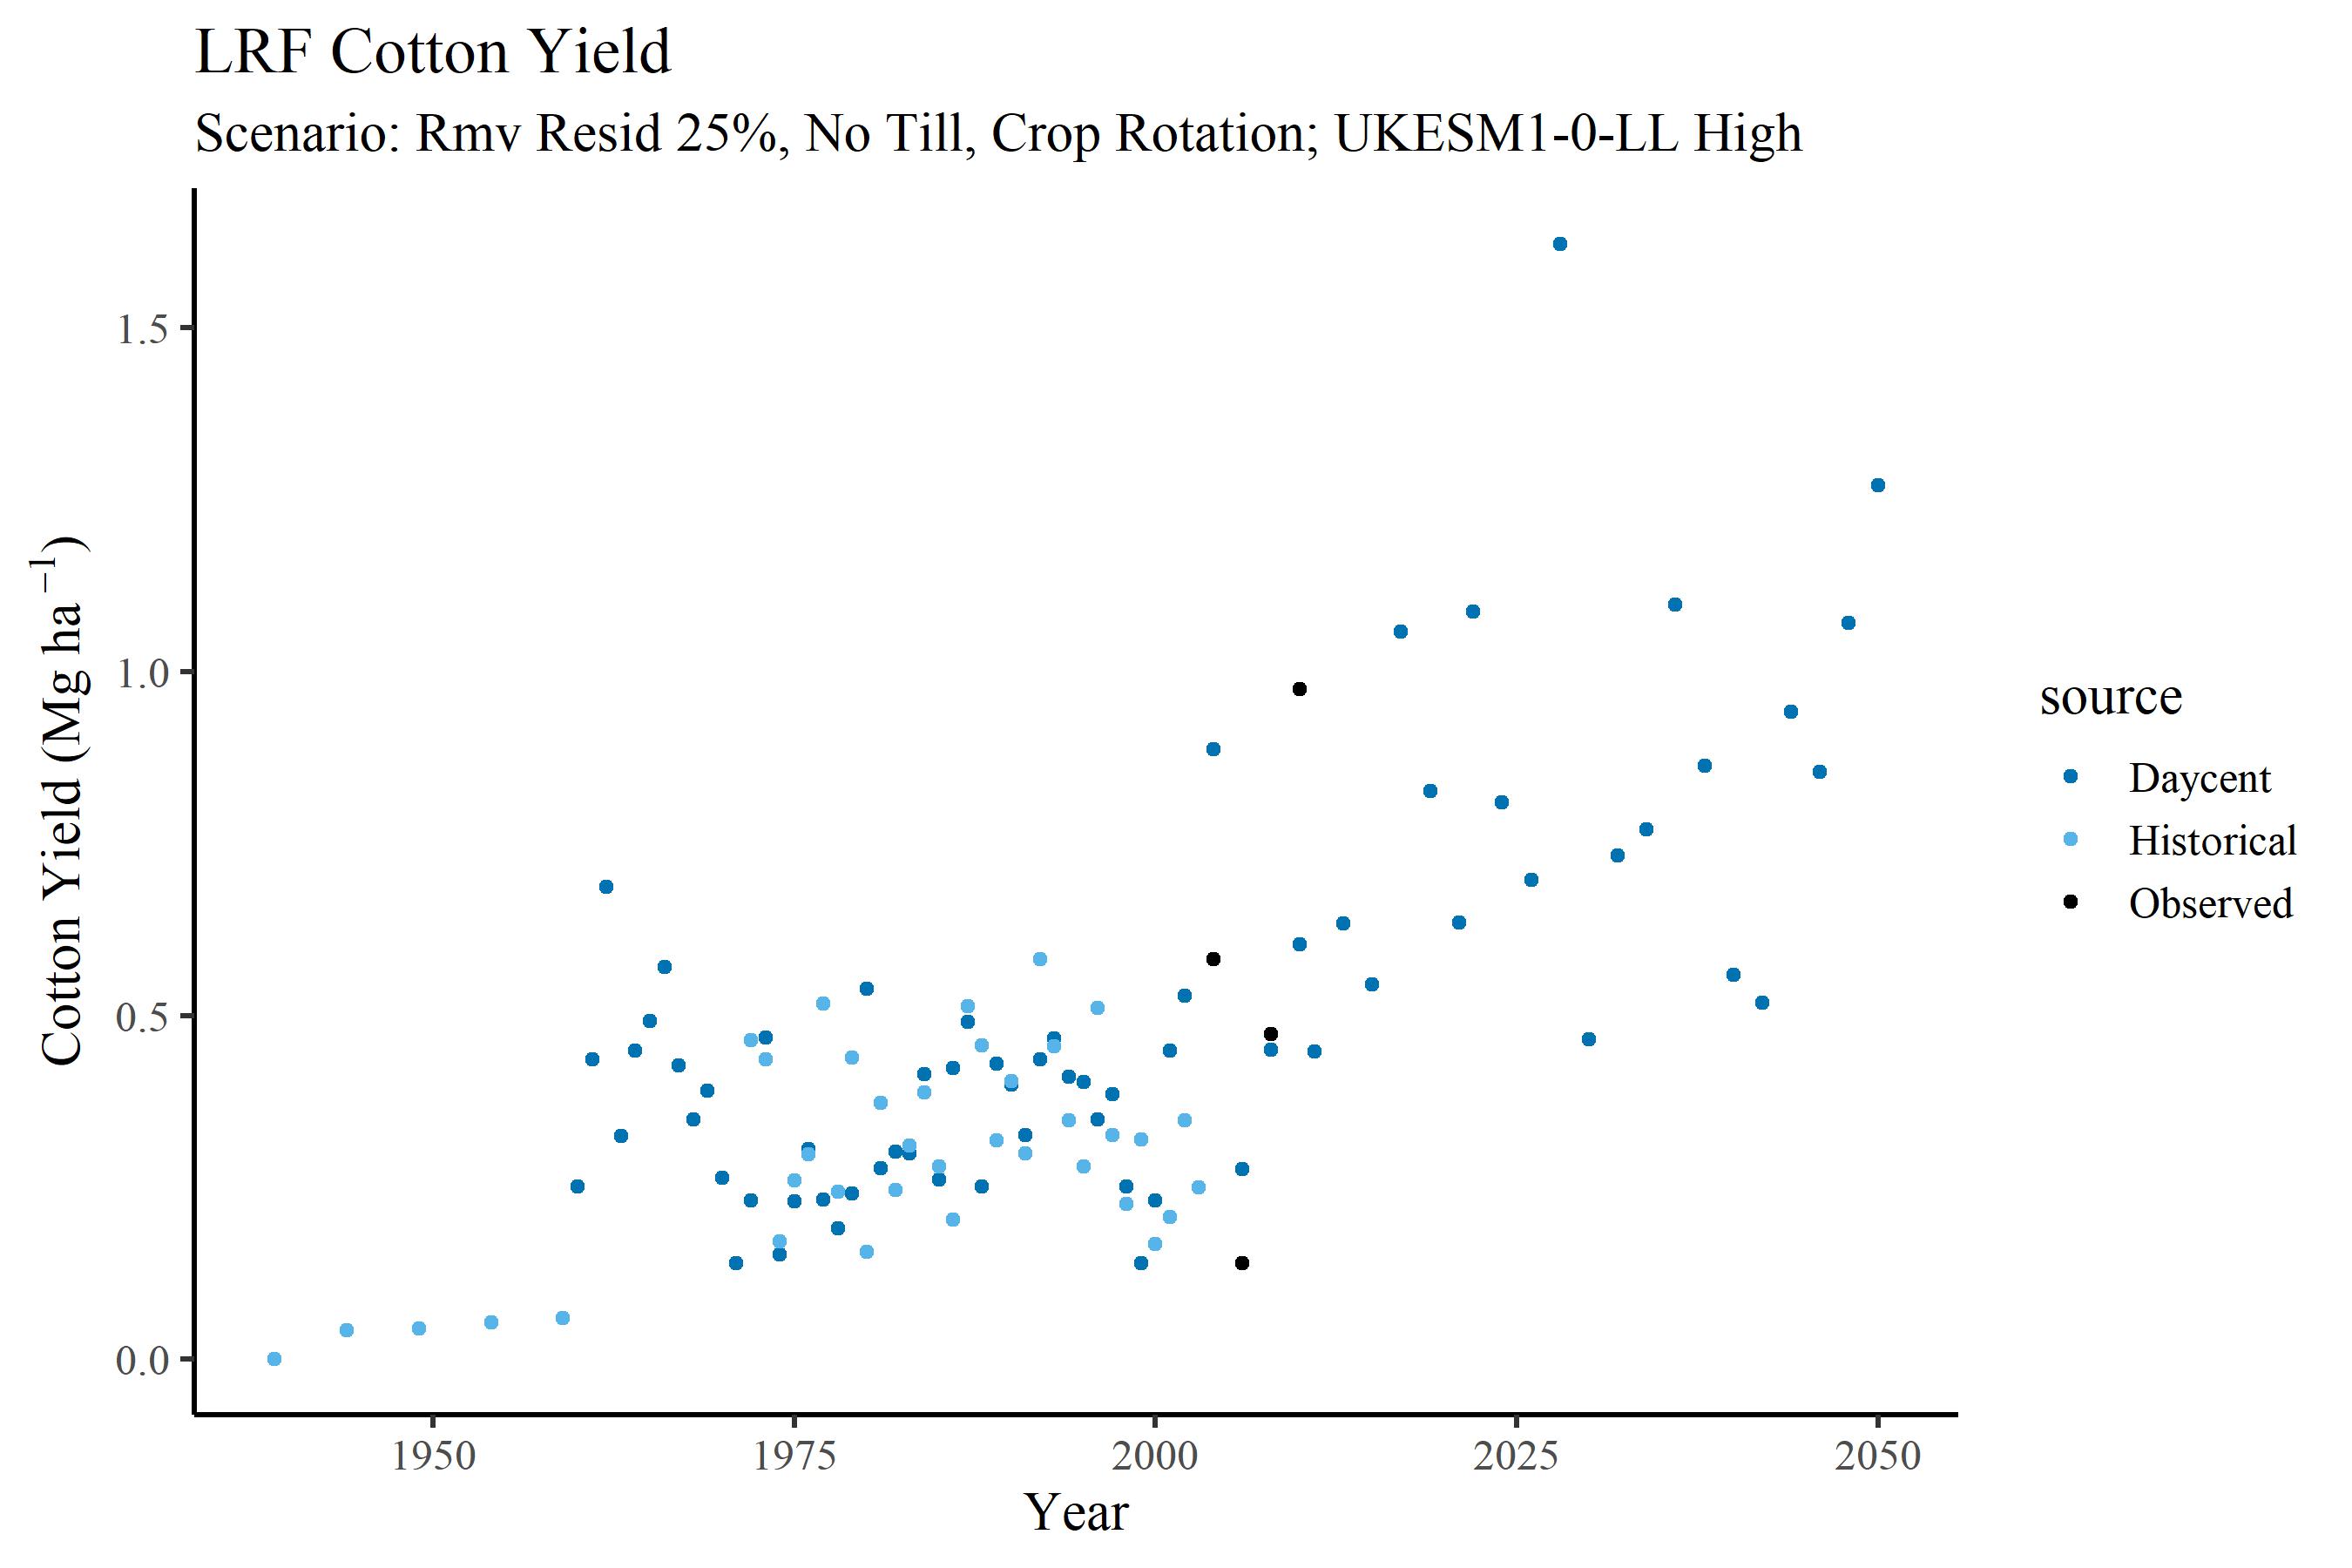 LRF Cotton Yield
Scenario: Rmv Resid 25%, No Till, Crop Rotation; UKESM1-0-LL High
Cotton Yield (Mg ha⁻¹)
1.5
1.0
0.5
0.0
1950
1975
2000
2025
2050
Year
source
Daycent
Historical
Observed